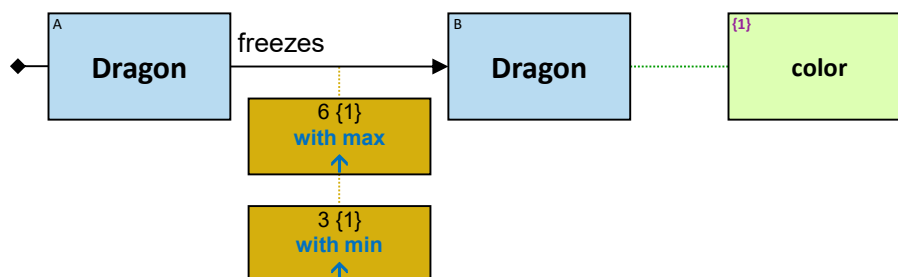 A
Dragon
freezes
B
Dragon
{1}
color
6 {1}
with max
3 {1}
with min